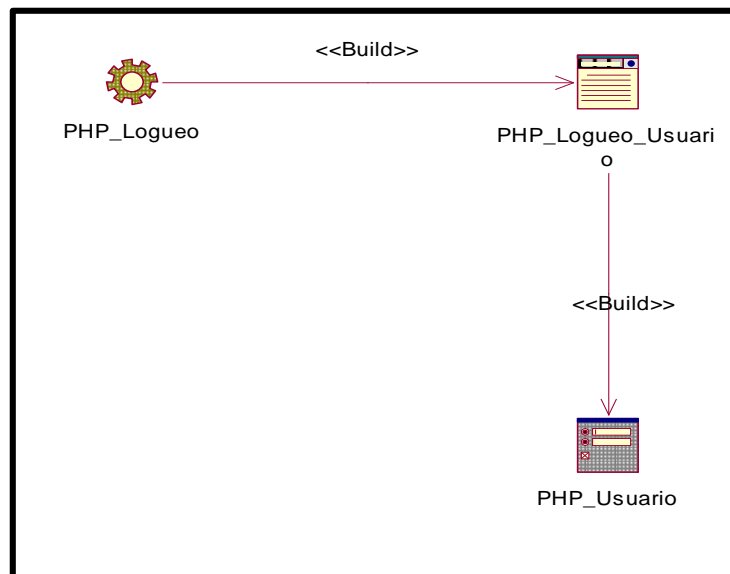 <<Build>>
PHP_Logueo
PHP_Logueo_Usuari
o
<<Build>>
PHP_Usuario